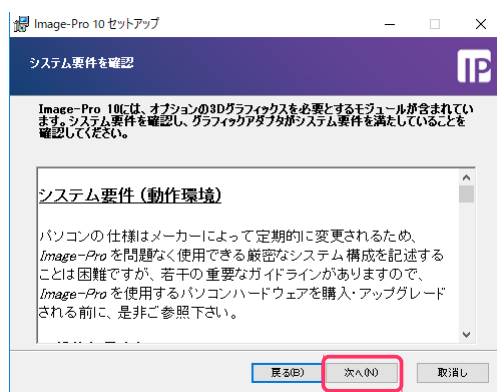 Image-Pro 10 セットアップ
システム要件を確認
IP
Image-Pro 10には、オプションの3Dグラフィックスを必要とするモジュールが含まれてい
ます。システム要件を確認し、グラフィックアダプタがシステム要件を満たしていることを
確認してください。
システム要件（動作環境）
パソコンの仕様はメーカーによって定期的に変更されるため、
Image-Pro を問題なく使用できる厳密なシステム構成を記述する
ことは困難ですが、若干の重要なガイドラインがありますので、
Image-Pro を使用するパソコンハードウェアを購入・アップグレード
される前に、是非ご参照下さい。
戻る(B)
次へ(N)
取消し